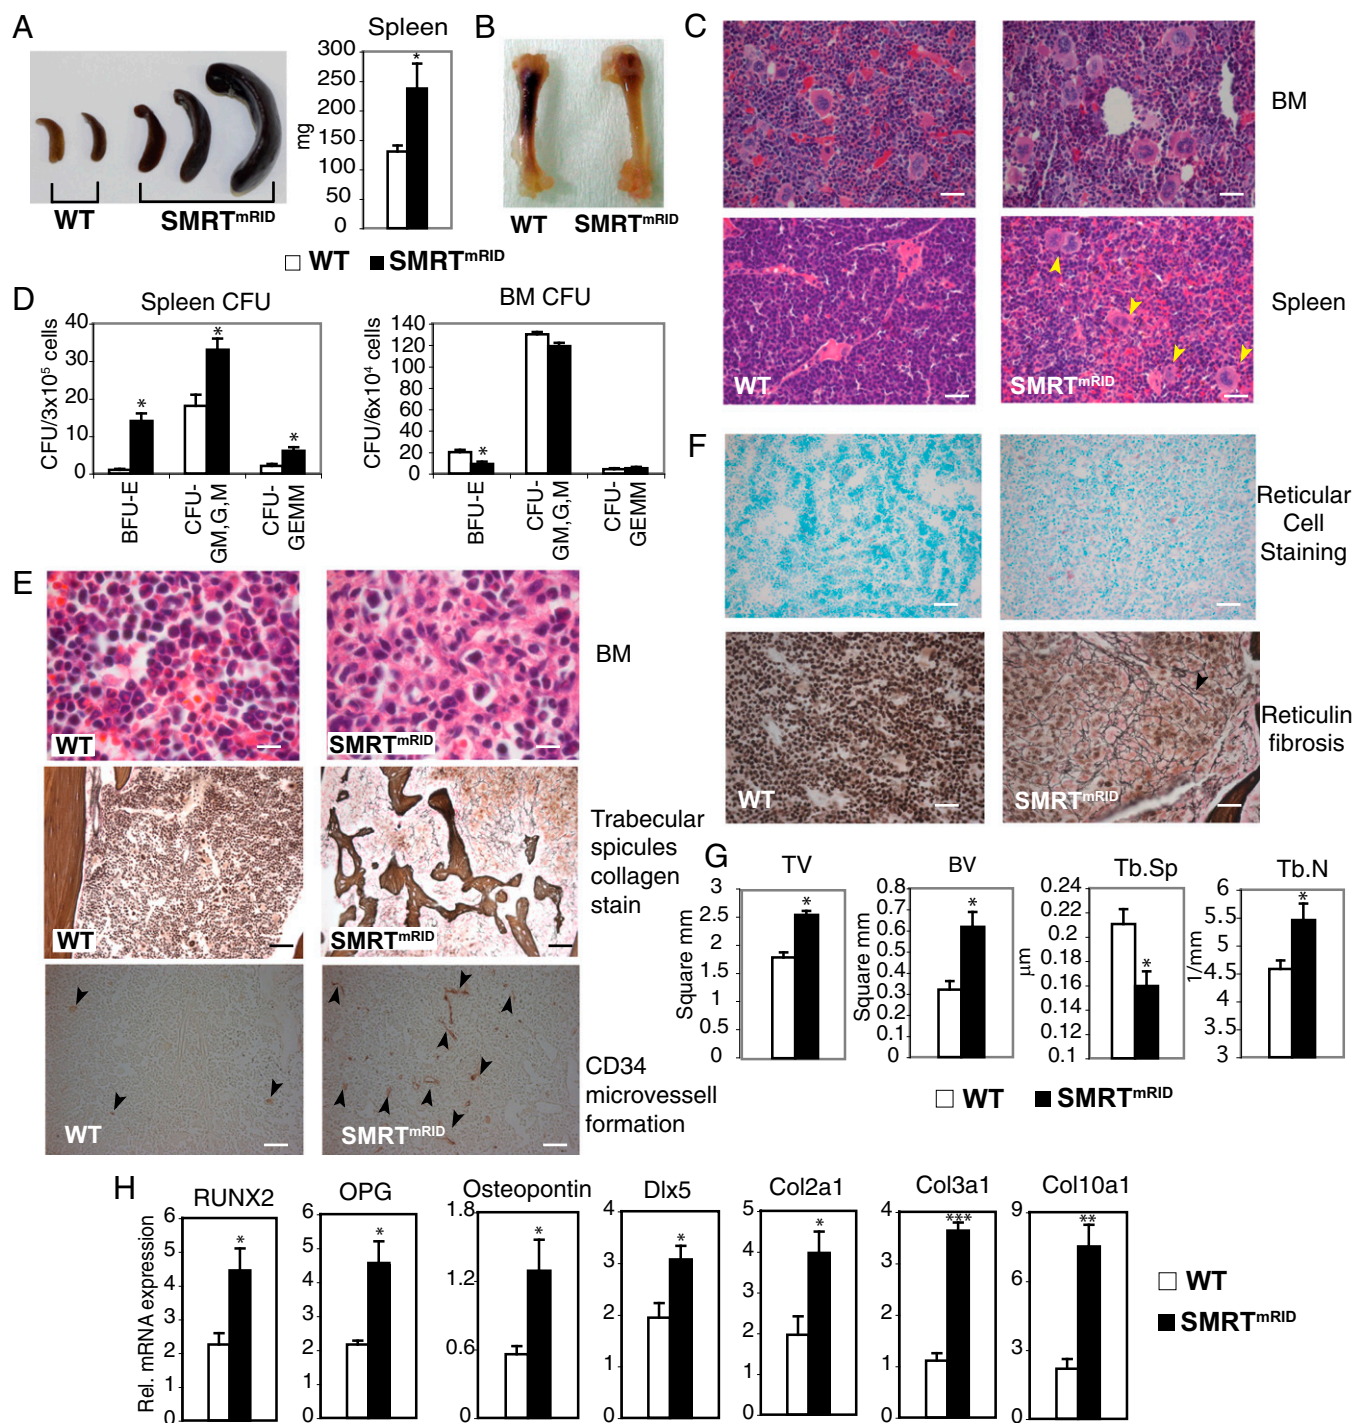 A
Spleen
mg
300
250
200
150
100
50
0
*
WT
SMRTmRID
B
WT
SMRTmRID
□ WT ■ SMRTmRID
C
BM
Spleen
WT
SMRTmRID
D
Spleen CFU
CFU/3x10⁵ cells
40
30
20
10
0
*
*
*
BFU-E
CFU-GM,G,M
CFU-GEMM
BM CFU
CFU/6x10⁴ cells
140
120
100
80
60
40
20
0
*
BFU-E
CFU-GM,G,M
CFU-GEMM
E
BM
WT
SMRTmRID
Trabecular
spicules
collagen
stain
WT
SMRTmRID
CD34
microvessell
formation
WT
SMRTmRID
F
Reticular
Cell
Staining
Reticulin
fibrosis
WT
SMRTmRID
G
TV
Square mm
3
2.5
2
1.5
1
0.5
0
*
BV
Square mm
0.8
0.7
0.6
0.5
0.4
0.3
0.2
0.1
0
*
Tb.Sp
μm
0.24
0.22
0.2
0.18
0.16
0.14
0.12
0.1
*
Tb.N
1/mm
6
5.5
5
4.5
4
3.5
3
*
□ WT ■ SMRTmRID
H
Rel. mRNA expression
RUNX2
6
5
4
3
2
1
0
*
OPG
6
5
4
3
2
1
0
*
Osteopontin
1.8
1.2
0.6
0
*
Dlx5
4
3
2
1
0
*
Col2a1
5
4
3
2
1
0
*
Col3a1
4
3
2
1
0
***
Col10a1
9
6
3
0
**
□ WT
■ SMRTmRID